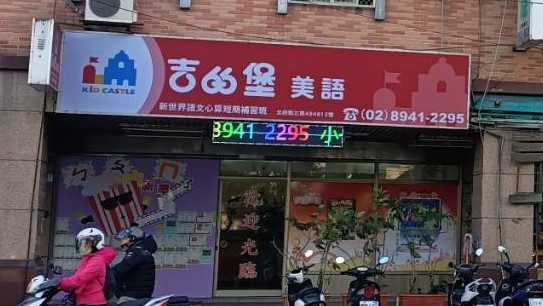 吉的堡 美語
KID CASTLE
新世界語文心算短期補習班
☎(02)8941-2295
8941 2295 小
歡迎光臨